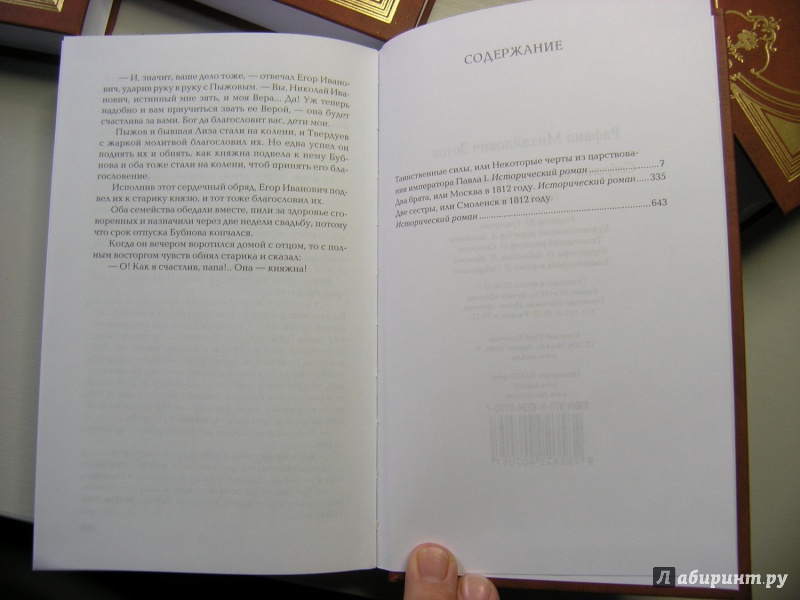 — И, значит, ваше дело тоже, — отвечал Егор Ивано-
вич, ударив руку в руку с Пыжовым. — Вы, Николай Ива-
нович, истинный мне зять, и моя Вера... Да! Уж теперь
надобно и вам приучиться звать ее Верой, — она будет
счастлива за вами. Бог да благословит вас, дети мои.
Пыжов и бывшая Лиза стали на колени, и Твердуев
с жаркой молитвой благословил их. Но едва успел он
поднять их и обнять, как княжна подвела к нему Буб-
нова и оба тоже стали на колени, чтоб принять его бла-
гословение.
Исполнив этот сердечный обряд, Егор Иванович под-
вел их к старику князю, и тот тоже благословил их.
Оба семейства обедали вместе, пили за здоровье сго-
воренных и назначили через две недели свадьбу, потому
что срок отпуска Бубнова кончался.
Когда он вечером воротился домой с отцом, то с пол-
ным восторгом чувств обнял старика и сказал:
— О! Как я счастлив, папа!.. Она — княжна!
СОДЕРЖАНИЕ
Таинственные силы, или Некоторые черты из царствова-
ния императора Павла I. Исторический роман 7
Два брата, или Москва в 1812 году. Исторический роман 335
Две сестры, или Смоленск в 1812 году.
Исторический роман 643
Лабиринт.ру